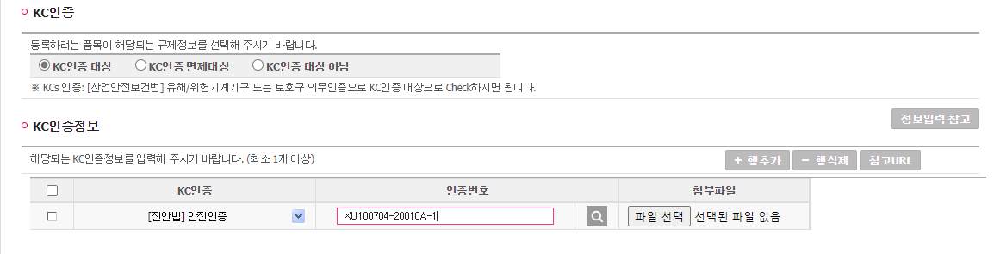 KC인증
등록하려는 품목이 해당되는 규제정보를 선택해 주시기 바랍니다.
KC인증 대상 KC인증 면제대상 KC인증 대상 아님
※ KCs 인증: [산업안전보건법] 유해/위험기계기구 또는 보호구 의무인증으로 KC인증 대상으로 Check하시면 됩니다.
정보입력 참고
KC인증정보
해당되는 KC인증정보를 입력해 주시기 바랍니다. (최소 1개 이상) + 행추가 − 행삭제 참고URL
KC인증 인증번호 첨부파일
[전안법] 안전인증 XU100704-20010A-1 파일 선택 선택된 파일 없음